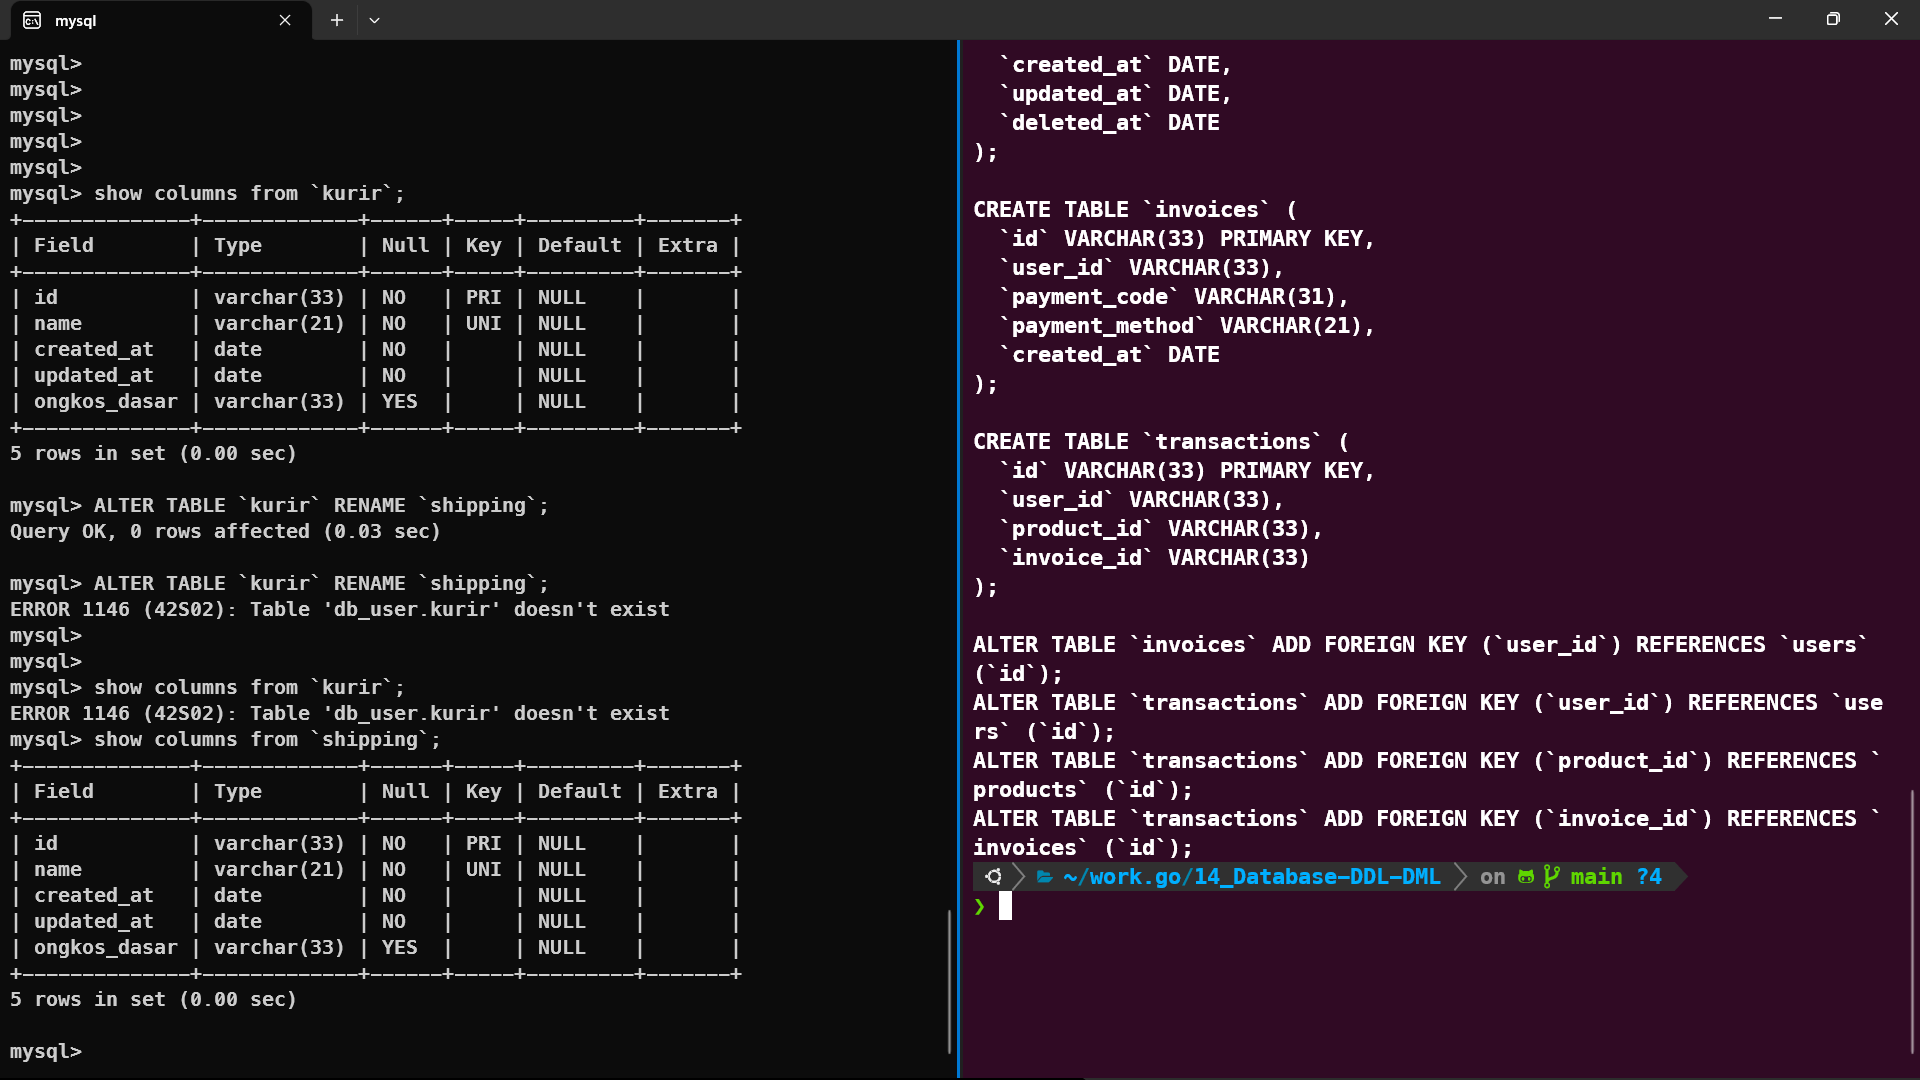 mysql
mysql>
mysql>
mysql>
mysql>
mysql>
mysql> show columns from `kurir`;
+--------------+-------------+------+-----+---------+-------+
| Field        | Type        | Null | Key | Default | Extra |
+--------------+-------------+------+-----+---------+-------+
| id           | varchar(33) | NO   | PRI | NULL    |       |
| name         | varchar(21) | NO   | UNI | NULL    |       |
| created_at   | date        | NO   |     | NULL    |       |
| updated_at   | date        | NO   |     | NULL    |       |
| ongkos_dasar | varchar(33) | YES  |     | NULL    |       |
+--------------+-------------+------+-----+---------+-------+
5 rows in set (0.00 sec)
mysql> ALTER TABLE `kurir` RENAME `shipping`;
Query OK, 0 rows affected (0.03 sec)
mysql> ALTER TABLE `kurir` RENAME `shipping`;
ERROR 1146 (42S02): Table 'db_user.kurir' doesn't exist
mysql>
mysql>
mysql> show columns from `kurir`;
ERROR 1146 (42S02): Table 'db_user.kurir' doesn't exist
mysql> show columns from `shipping`;
+--------------+-------------+------+-----+---------+-------+
| Field        | Type        | Null | Key | Default | Extra |
+--------------+-------------+------+-----+---------+-------+
| id           | varchar(33) | NO   | PRI | NULL    |       |
| name         | varchar(21) | NO   | UNI | NULL    |       |
| created_at   | date        | NO   |     | NULL    |       |
| updated_at   | date        | NO   |     | NULL    |       |
| ongkos_dasar | varchar(33) | YES  |     | NULL    |       |
+--------------+-------------+------+-----+---------+-------+
5 rows in set (0.00 sec)
mysql>
  `created_at` DATE,
  `updated_at` DATE,
  `deleted_at` DATE
);
CREATE TABLE `invoices` (
  `id` VARCHAR(33) PRIMARY KEY,
  `user_id` VARCHAR(33),
  `payment_code` VARCHAR(31),
  `payment_method` VARCHAR(21),
  `created_at` DATE
);
CREATE TABLE `transactions` (
  `id` VARCHAR(33) PRIMARY KEY,
  `user_id` VARCHAR(33),
  `product_id` VARCHAR(33),
  `invoice_id` VARCHAR(33)
);
ALTER TABLE `invoices` ADD FOREIGN KEY (`user_id`) REFERENCES `users`
(`id`);
ALTER TABLE `transactions` ADD FOREIGN KEY (`user_id`) REFERENCES `use
rs` (`id`);
ALTER TABLE `transactions` ADD FOREIGN KEY (`product_id`) REFERENCES `
products` (`id`);
ALTER TABLE `transactions` ADD FOREIGN KEY (`invoice_id`) REFERENCES `
invoices` (`id`);
~/work.go/14_Database-DDL-DML on main ?4
❯